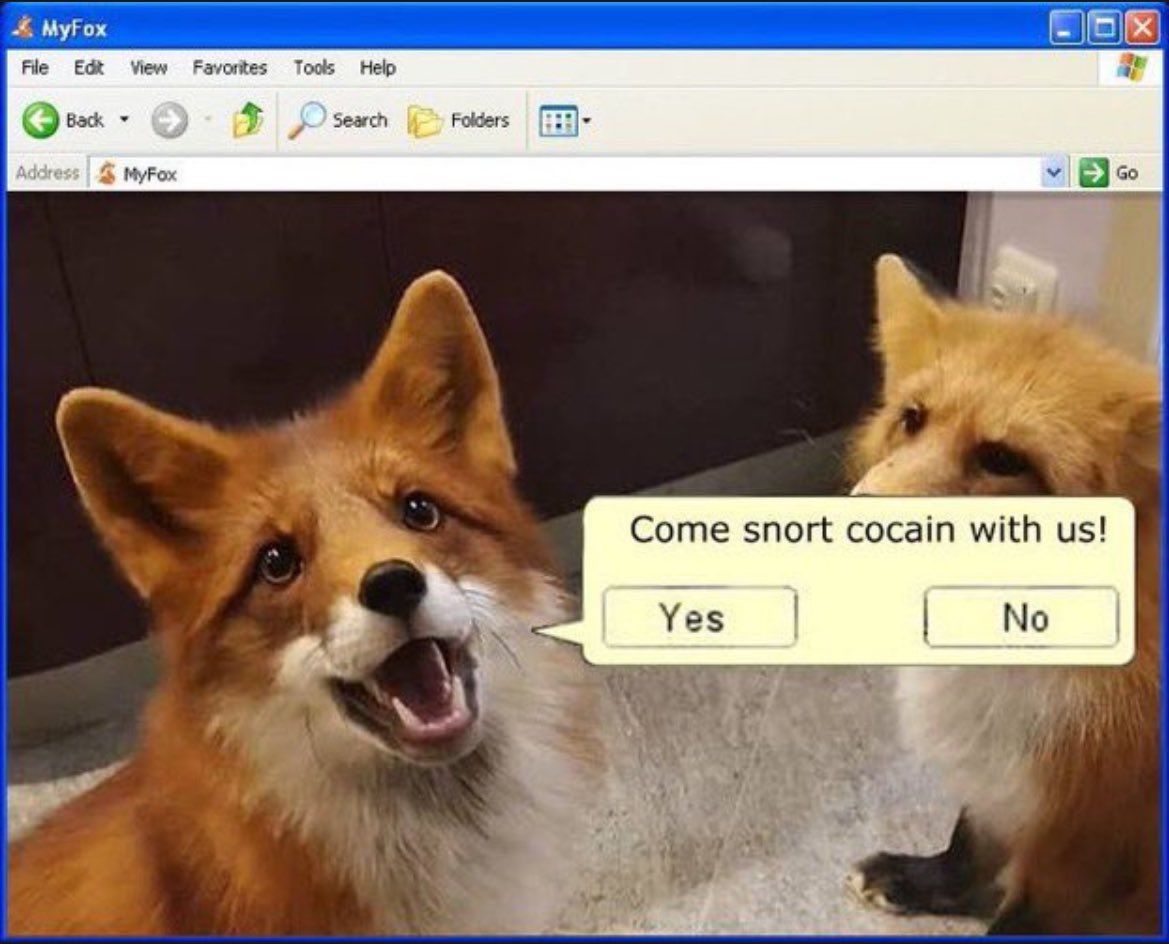 MyFox
File Edit View Favorites Tools Help
Back Search Folders
Address MyFox Go
Come snort cocain with us!
Yes No